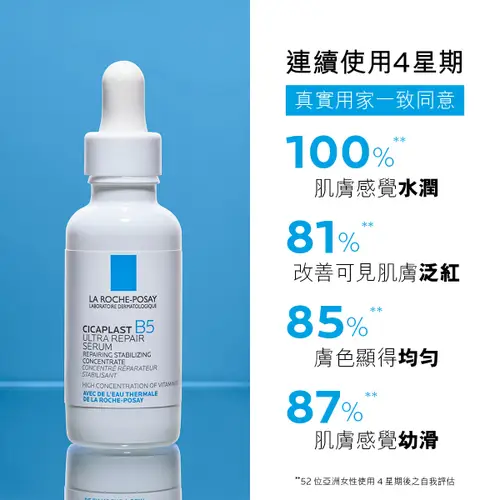 LA ROCHE-POSAY
LABORATOIRE DERMATOLOGIQUE
CICAPLAST B5
ULTRA REPAIR
SERUM
REPAIRING STABILIZING
CONCENTRATE
CONCENTRÉ RÉPARATEUR
STABILISANT
HIGH CONCENTRATION OF VITAMIN
AVEC DE L'EAU THERMALE
DE LA ROCHE-POSAY
連續使用4星期
真實用家一致同意
100%**
肌膚感覺水潤
81%**
改善可見肌膚泛紅
85%**
膚色顯得均勻
87%**
肌膚感覺幼滑
**52 位亞洲女性使用 4 星期後之自我評估